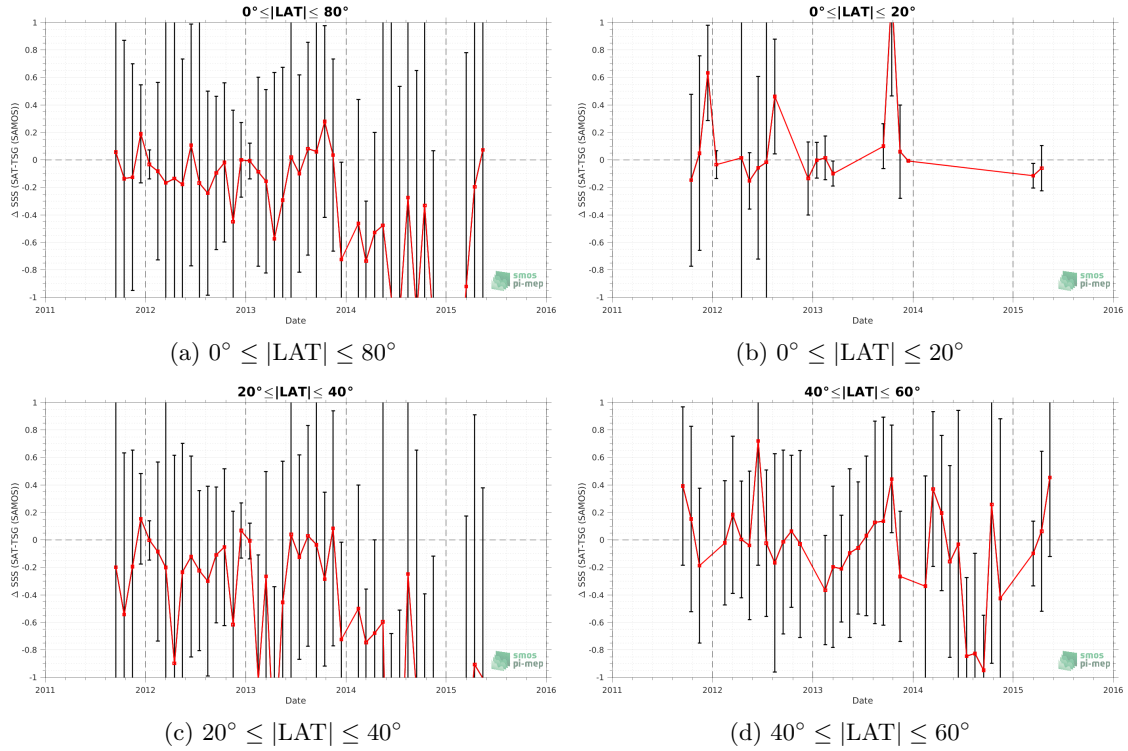 0°≤|LAT|≤ 80°
Δ SSS (SAT-TSG (SAMOS))
1
0.8
0.6
0.4
0.2
0
-0.2
-0.4
-0.6
-0.8
-1
2011 2012 2013 2014 2015 2016
Date
smos
pi-mep
(a) 0° ≤ |LAT| ≤ 80°
0°≤|LAT|≤ 20°
Δ SSS (SAT-TSG (SAMOS))
1
0.8
0.6
0.4
0.2
0
-0.2
-0.4
-0.6
-0.8
-1
2011 2012 2013 2014 2015 2016
Date
smos
pi-mep
(b) 0° ≤ |LAT| ≤ 20°
20°≤|LAT|≤ 40°
Δ SSS (SAT-TSG (SAMOS))
1
0.8
0.6
0.4
0.2
0
-0.2
-0.4
-0.6
-0.8
-1
2011 2012 2013 2014 2015 2016
Date
smos
pi-mep
(c) 20° ≤ |LAT| ≤ 40°
40°≤|LAT|≤ 60°
Δ SSS (SAT-TSG (SAMOS))
1
0.8
0.6
0.4
0.2
0
-0.2
-0.4
-0.6
-0.8
-1
2011 2012 2013 2014 2015 2016
Date
smos
pi-mep
(d) 40° ≤ |LAT| ≤ 60°